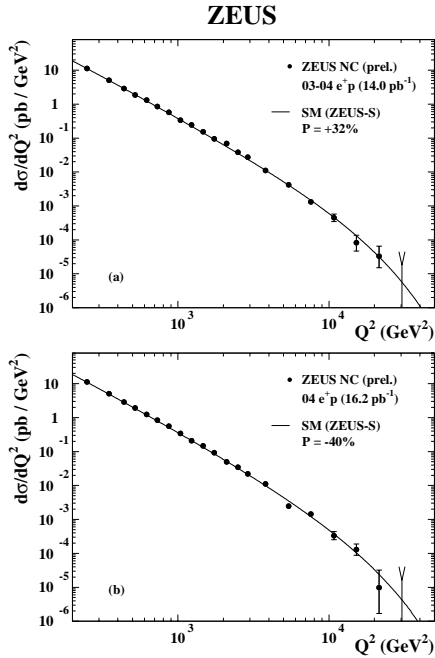 ZEUS
dσ/dQ² (pb / GeV²)
10
1
10⁻¹
10⁻²
10⁻³
10⁻⁴
10⁻⁵
10⁻⁶
ZEUS NC (prel.)
03-04 e⁺p (14.0 pb⁻¹)
SM (ZEUS-S)
P = +32%
(a)
10³
10⁴
Q² (GeV²)
dσ/dQ² (pb / GeV²)
10
1
10⁻¹
10⁻²
10⁻³
10⁻⁴
10⁻⁵
10⁻⁶
ZEUS NC (prel.)
04 e⁺p (16.2 pb⁻¹)
SM (ZEUS-S)
P = -40%
(b)
10³
10⁴
Q² (GeV²)